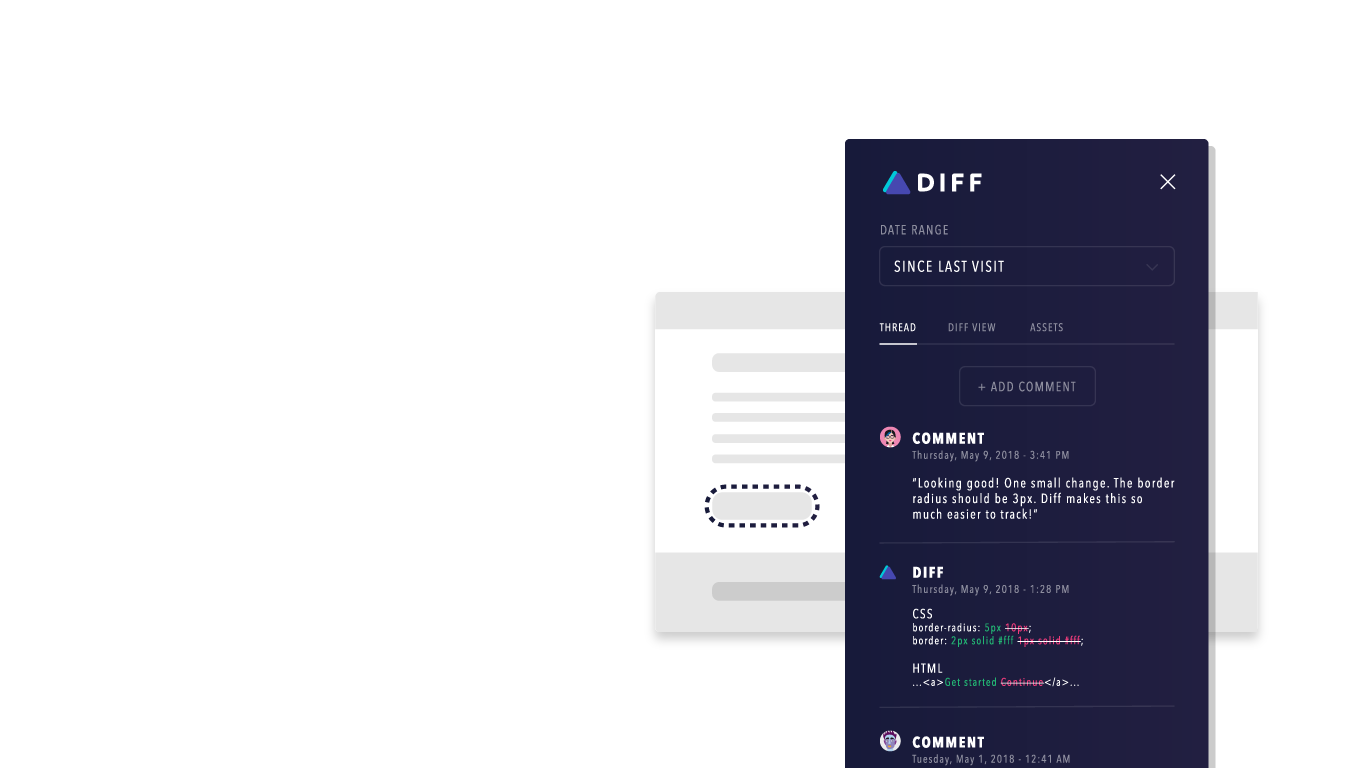 DIFF
DATE RANGE
SINCE LAST VISIT
THREAD DIFF VIEW ASSETS
+ ADD COMMENT
COMMENT
Thursday, May 9, 2018 - 3:41 PM
"Looking good! One small change. The border
radius should be 3px. Diff makes this so
much easier to track!"
DIFF
Thursday, May 9, 2018 - 1:28 PM
CSS
border-radius: 5px 10px;
border: 2px solid #fff 1px solid #fff;
HTML
...<a>Get started Continue</a>...
COMMENT
Tuesday, May 1, 2018 - 12:41 AM